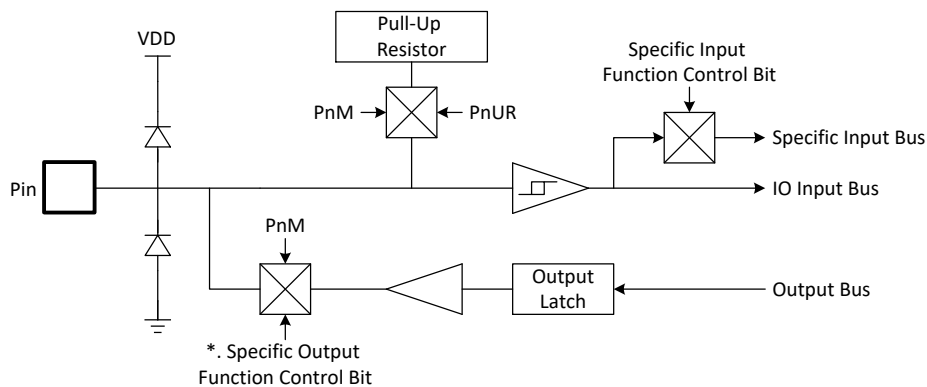 Pull-Up
Resistor
VDD
Specific Input
Function Control Bit
PnM
PnUR
Specific Input Bus
Pin
IO Input Bus
PnM
Output
Latch
Output Bus
*. Specific Output
Function Control Bit